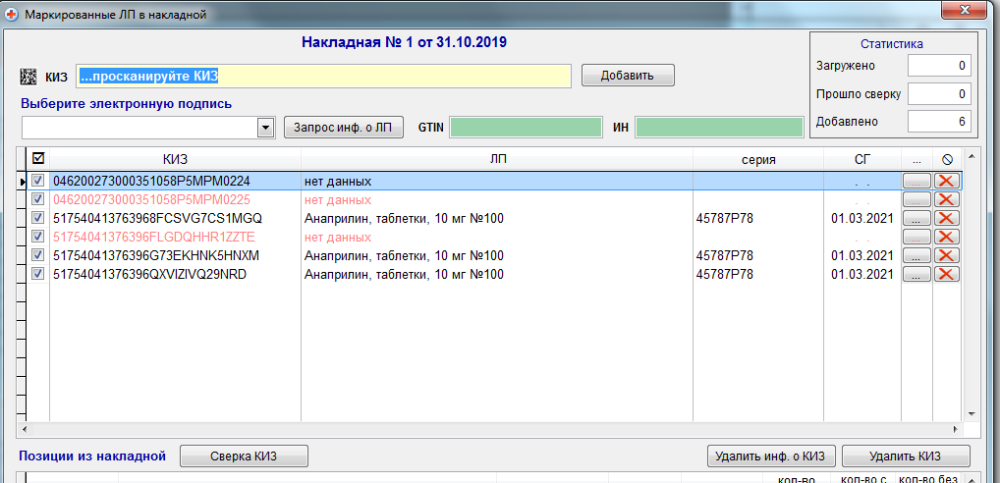 Маркированные ЛП в накладной
Накладная № 1 от 31.10.2019
Статистика
Загружено 0
Прошло сверку 0
Добавлено 6
КИЗ ...просканируйте КИЗ Добавить
Выберите электронную подпись
Запрос инф. о ЛП GTIN ИН
КИЗ ЛП серия СГ ...
046200273000351058P5MPM0224 нет данных . . ...
046200273000351058P5MPM0225 нет данных . . ...
517540413763968FCSVG7CS1MGQ Анаприлин, таблетки, 10 мг №100 45787P78 01.03.2021 ...
51754041376396FLGDQHHR1ZZTE нет данных . . ...
51754041376396G73EKHNK5HNXM Анаприлин, таблетки, 10 мг №100 45787P78 01.03.2021 ...
51754041376396QXVIZIVQ29NRD Анаприлин, таблетки, 10 мг №100 45787P78 01.03.2021 ...
Позиции из накладной Сверка КИЗ Удалить инф. о КИЗ Удалить КИЗ
кол-во кол-во с кол-во без